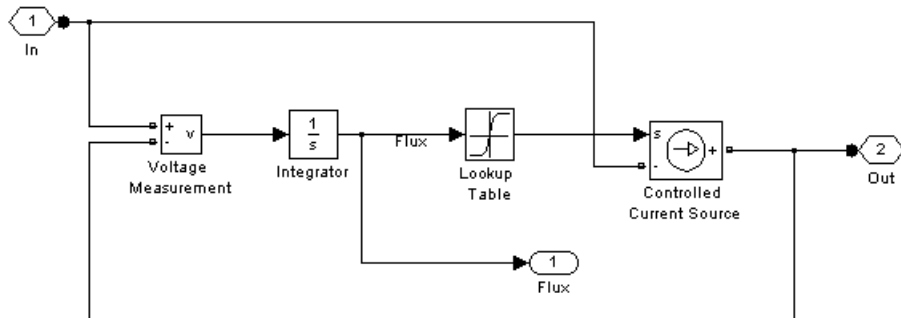 1
In
+
-
v
Voltage
Measurement
1
s
Integrator
Flux
Lookup
Table
s
-
+
Controlled
Current Source
2
Out
1
Flux